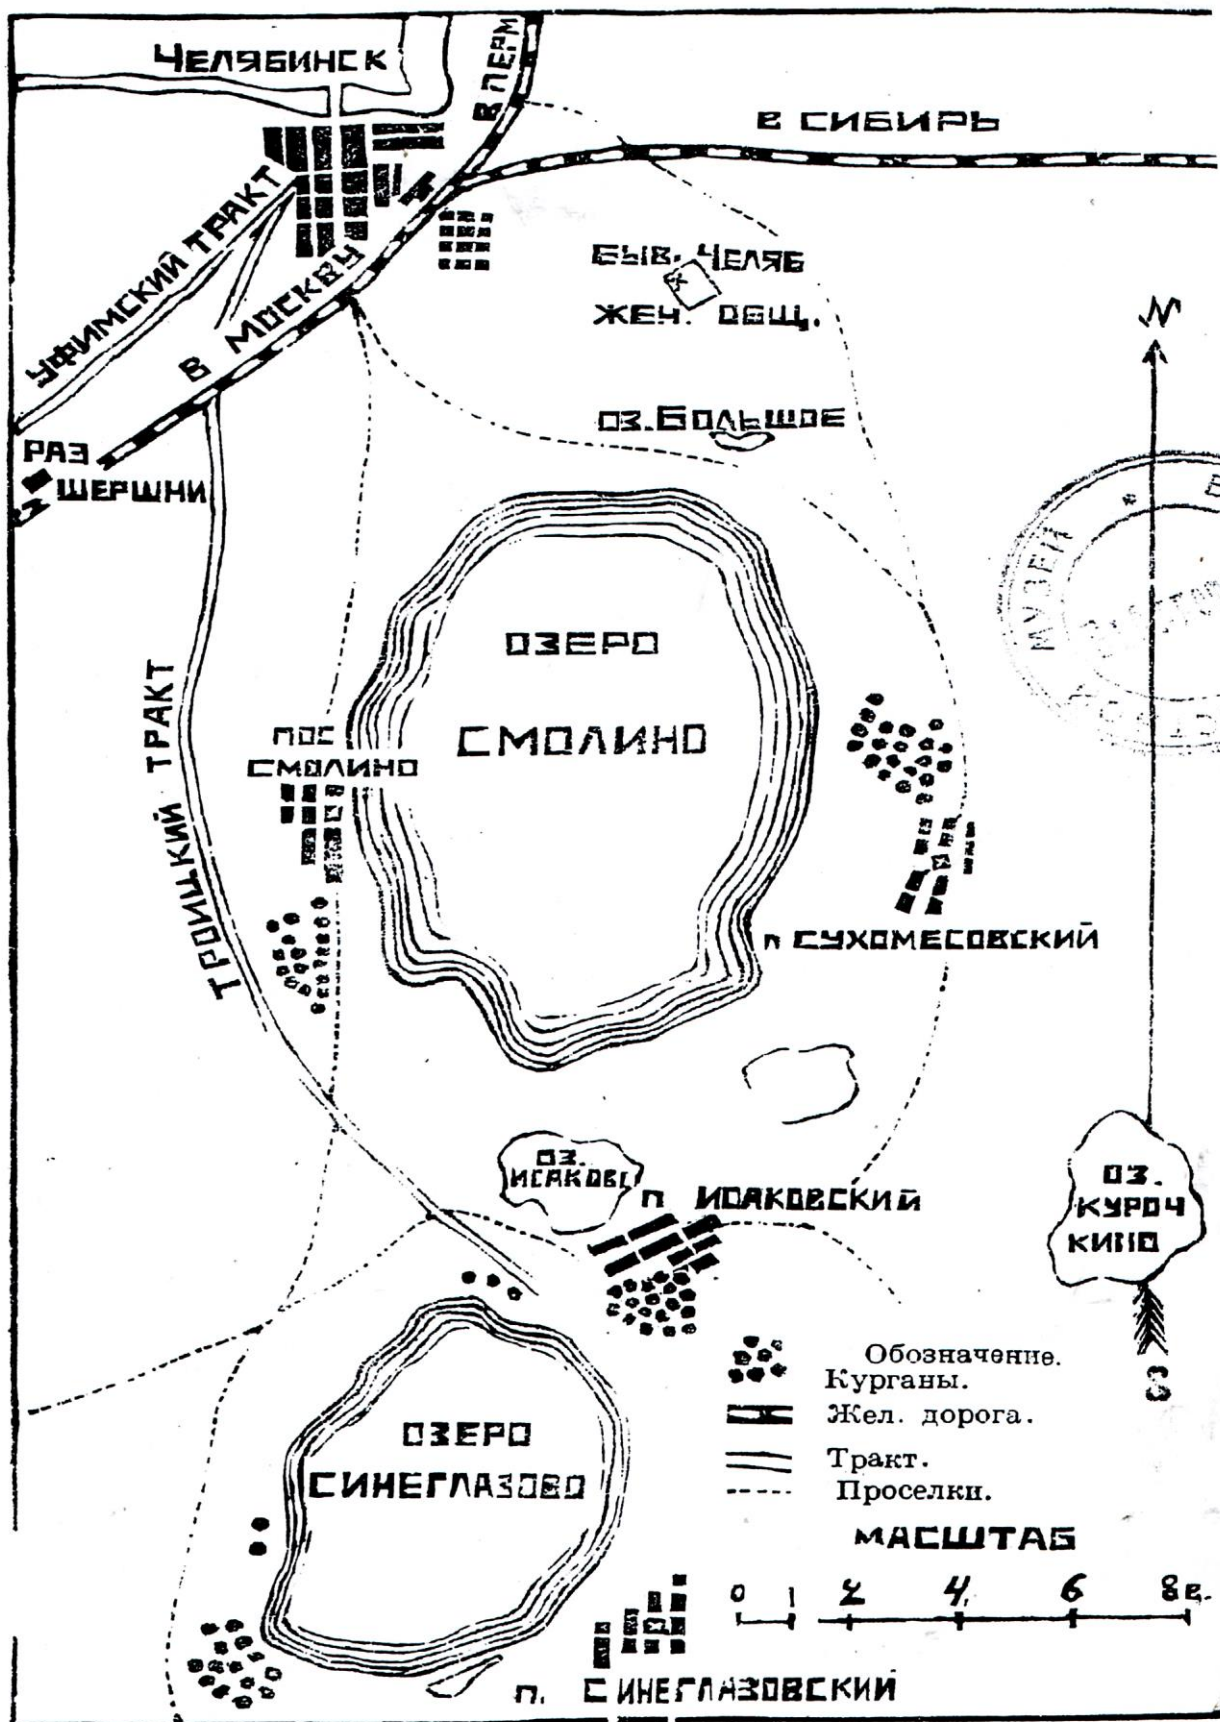 ЧЕЛЯБИНСК
В ПЕРМ
В СИБИРЬ
УФИМСКИЙ ТРАКТ
В МОСКВУ
БЫВ. ЧЕЛЯБ
ЖЕН. ОБЩ.
N
ОЗ. БОЛЬШОЕ
РАЗ
ШЕРШНИ
МУЗЕЙ
ОЗЕРО
СМОЛИНО
ПОС
СМОЛИНО
ТРОИЦКИЙ ТРАКТ
П СУХОМЕСОВСКИЙ
ОЗ.
ИСАКОВС
П ИСАКОВСКИЙ
ОЗ.
КУРОЧ
КИНО
Обозначение.
Курганы.
S
Жел. дорога.
Тракт.
Проселки.
ОЗЕРО
СИНЕГЛАЗОВО
МАСШТАБ
0 1 2 4 6 8 в.
П. СИНЕГЛАЗОВСКИЙ